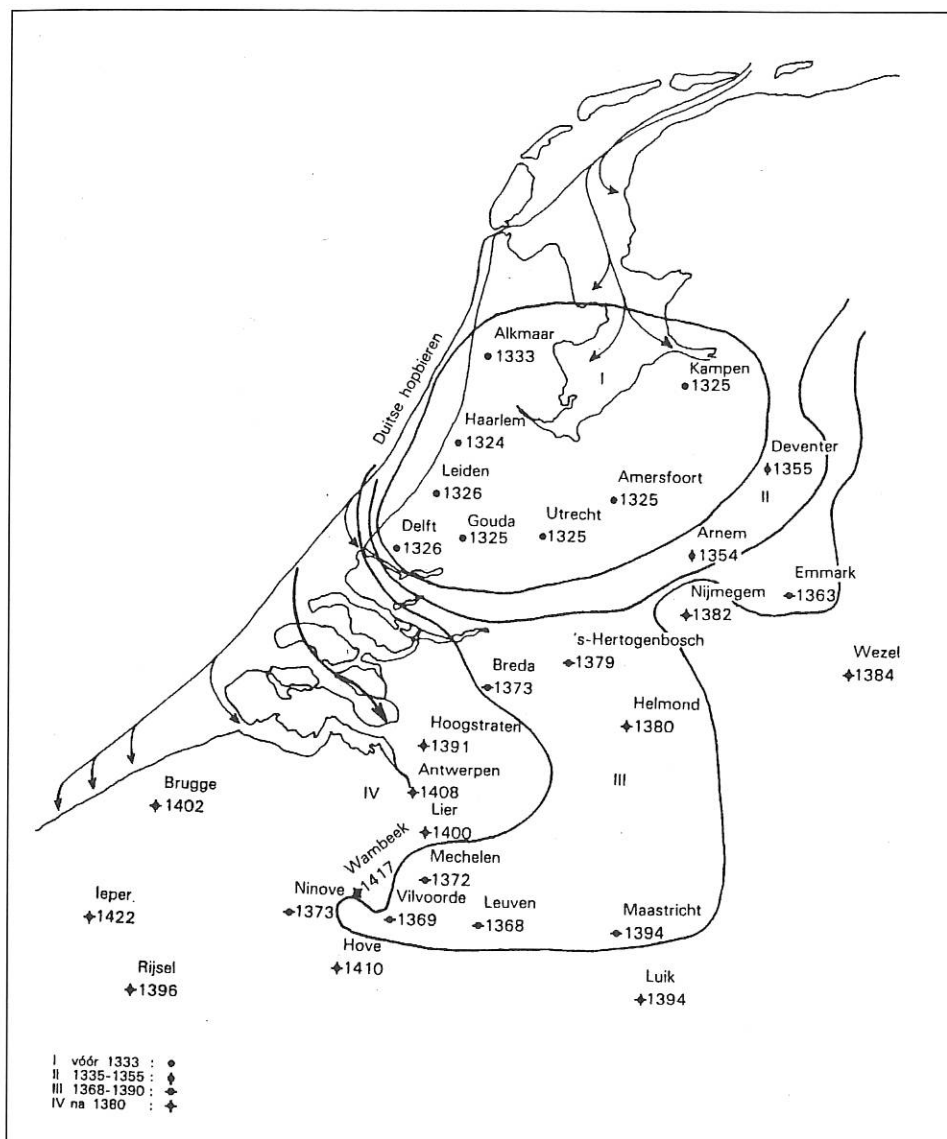 Duitse hopbieren
Alkmaar
1333
I
Kampen
1325
Haarlem
1324
Leiden
1326
Amersfoort
1325
Deventer
1355
II
Delft
1326
Gouda
1325
Utrecht
1325
Arnem
1354
Emmark
1363
Nijmegem
1382
's-Hertogenbosch
1379
Wezel
1384
Breda
1373
Helmond
1380
Hoogstraten
1391
III
Antwerpen
1408
IV
Brugge
1402
Lier
1400
Wambeek
1417
Mechelen
1372
Ninove
1373
Vilvoorde
1369
Leuven
1368
Maastricht
1394
Ieper
1422
Hove
1410
Rijsel
1396
Luik
1394
I vóór 1333 :
II 1335-1355 :
III 1368-1390 :
IV na 1380 :